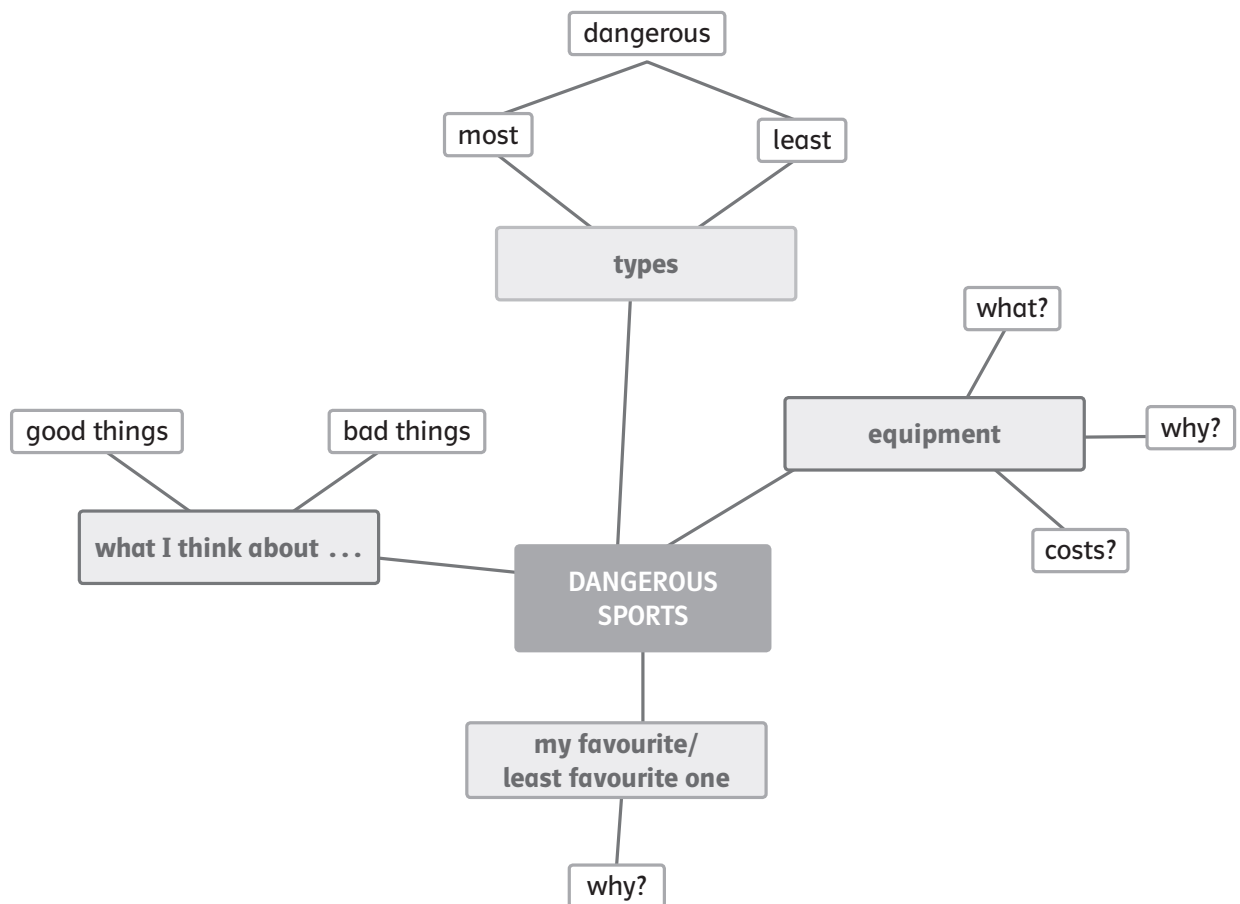 dangerous
most
least
types
what?
good things
bad things
equipment
why?
what I think about ...
costs?
DANGEROUS
SPORTS
my favourite/
least favourite one
why?